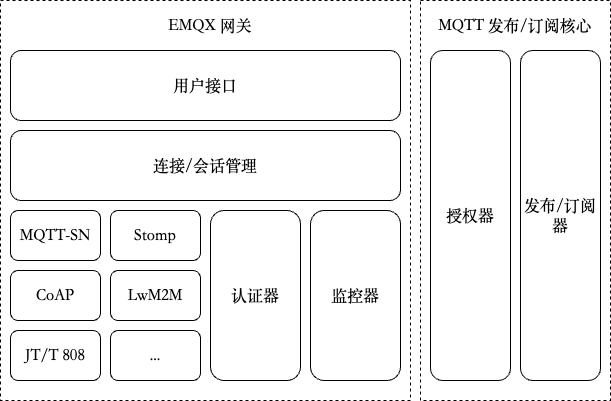 EMQX 网关
MQTT 发布/订阅核心
用户接口
连接/会话管理
MQTT-SN
Stomp
CoAP
LwM2M
JT/T 808
...
认证器
监控器
授权器
发布/订阅
器